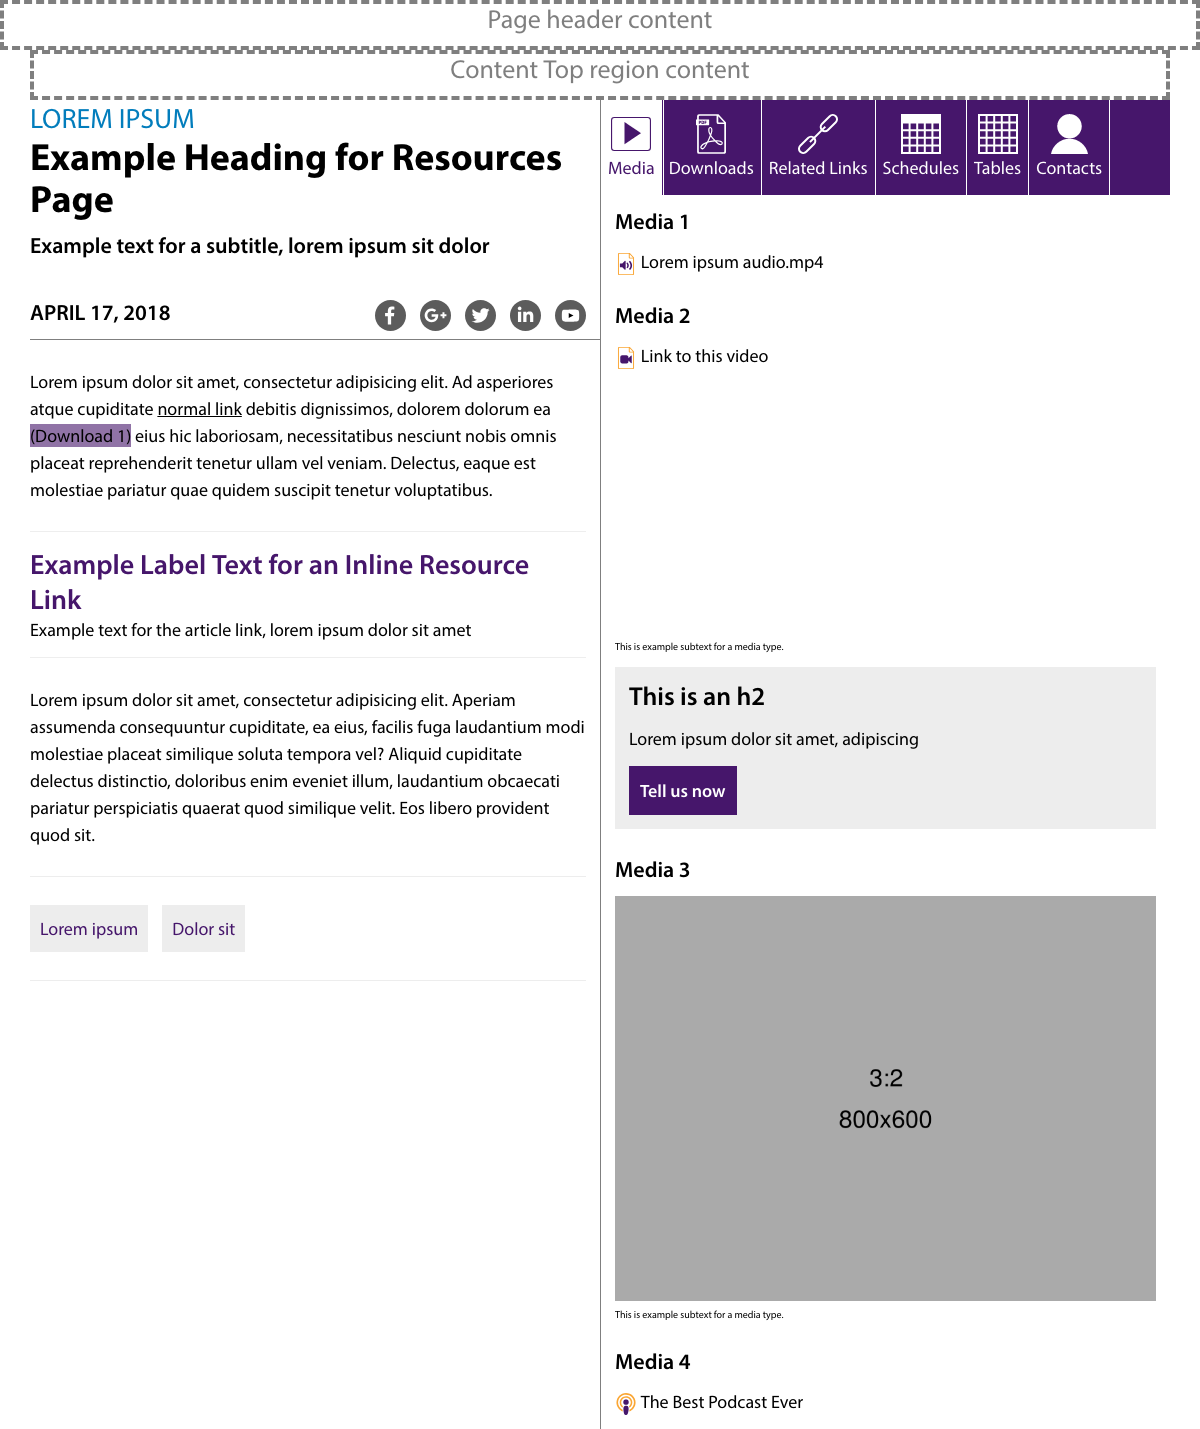 Page header content
Content Top region content
LOREM IPSUM
Example Heading for Resources
Page
Example text for a subtitle, lorem ipsum sit dolor
APRIL 17, 2018
Lorem ipsum dolor sit amet, consectetur adipisicing elit. Ad asperiores
atque cupiditate normal link debitis dignissimos, dolorem dolorum ea
(Download 1) eius hic laboriosam, necessitatibus nesciunt nobis omnis
placeat reprehenderit tenetur ullam vel veniam. Delectus, eaque est
molestiae pariatur quae quidem suscipit tenetur voluptatibus.
Example Label Text for an Inline Resource
Link
Example text for the article link, lorem ipsum dolor sit amet
Lorem ipsum dolor sit amet, consectetur adipisicing elit. Aperiam
assumenda consequuntur cupiditate, ea eius, facilis fuga laudantium modi
molestiae placeat similique soluta tempora vel? Aliquid cupiditate
delectus distinctio, doloribus enim eveniet illum, laudantium obcaecati
pariatur perspiciatis quaerat quod similique velit. Eos libero provident
quod sit.
Lorem ipsum Dolor sit
PDF
Media Downloads Related Links Schedules Tables Contacts
Media 1
Lorem ipsum audio.mp4
Media 2
Link to this video
This is example subtext for a media type.
This is an h2
Lorem ipsum dolor sit amet, adipiscing
Tell us now
Media 3
3:2
800x600
This is example subtext for a media type.
Media 4
The Best Podcast Ever